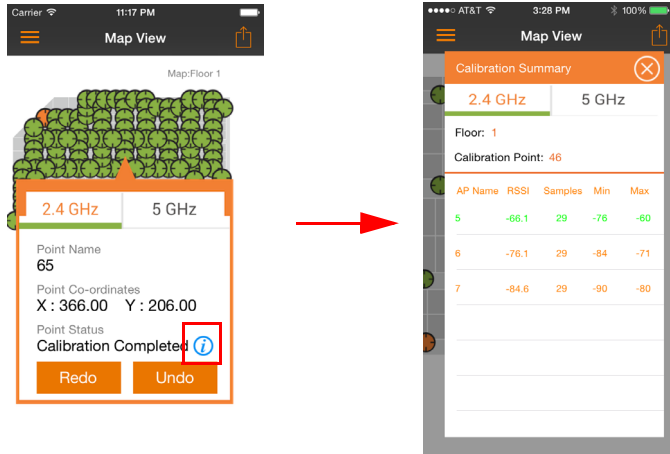 Carrier 11:17 PM
Map View
Map:Floor 1
2.4 GHz 5 GHz
Point Name
65
Point Co-ordinates
X : 366.00 Y : 206.00
Point Status
Calibration Completed i
Redo Undo
AT&T 3:28 PM 100%
Map View
Calibration Summary
2.4 GHz 5 GHz
Floor: 1
Calibration Point: 46
AP Name RSSI Samples Min Max
5 -66.1 29 -76 -60
6 -76.1 29 -84 -71
7 -84.6 29 -90 -80